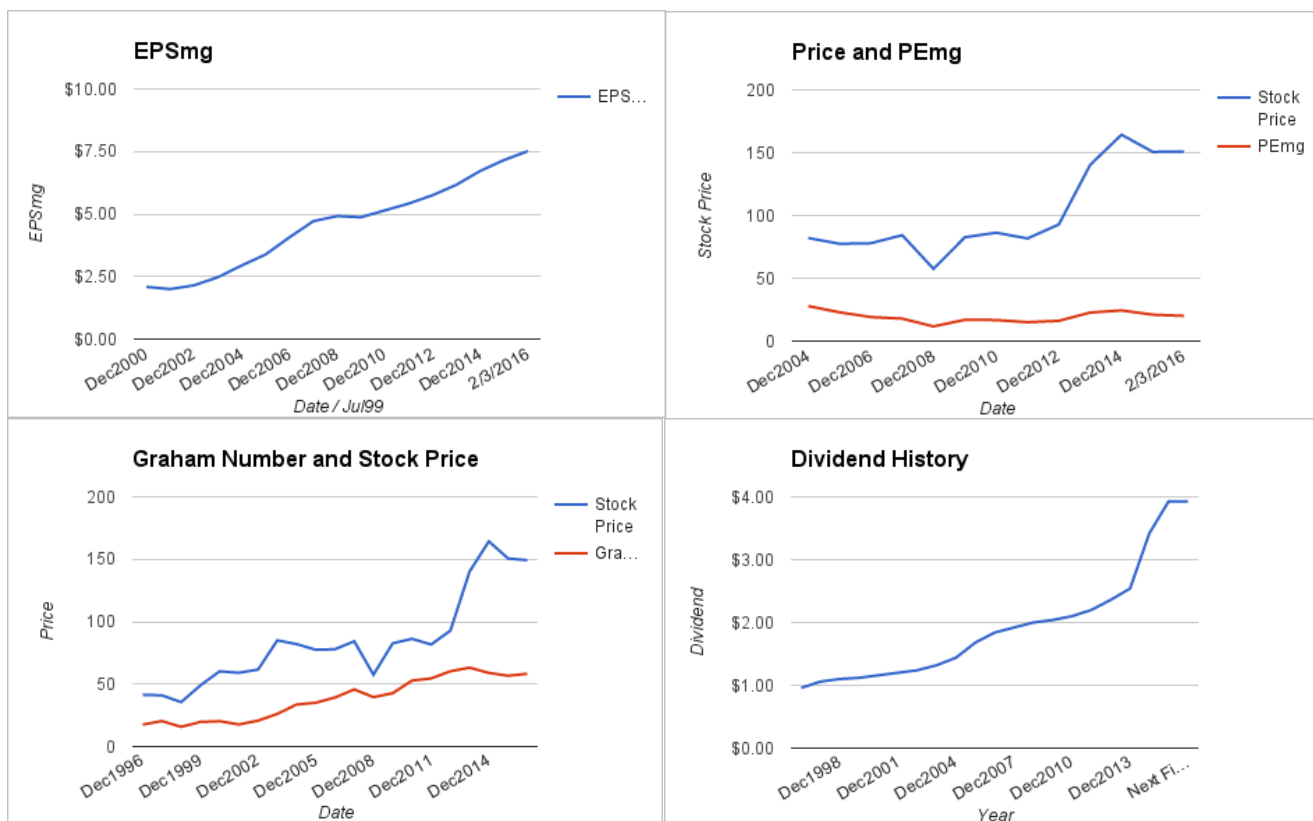 EPSmg
$10.00
$7.50
$5.00
$2.50
$0.00
EPSmg
Dec2000
Dec2002
Dec2004
Dec2006
Dec2008
Dec2010
Dec2012
Dec2014
2/3/2016
Date / Jul99
EPS...
Price and PEmg
200
150
100
50
0
Stock Price
Dec2004
Dec2006
Dec2008
Dec2010
Dec2012
Dec2014
2/3/2016
Date
Stock
Price
PEmg
Graham Number and Stock Price
200
150
100
50
0
Price
Dec1996
Dec1999
Dec2002
Dec2005
Dec2008
Dec2011
Dec2014
Date
Stock
Price
Gra...
Dividend History
$4.00
$3.00
$2.00
$1.00
$0.00
Dividend
Dec1998
Dec2001
Dec2004
Dec2007
Dec2010
Dec2013
Next Fi...
Year